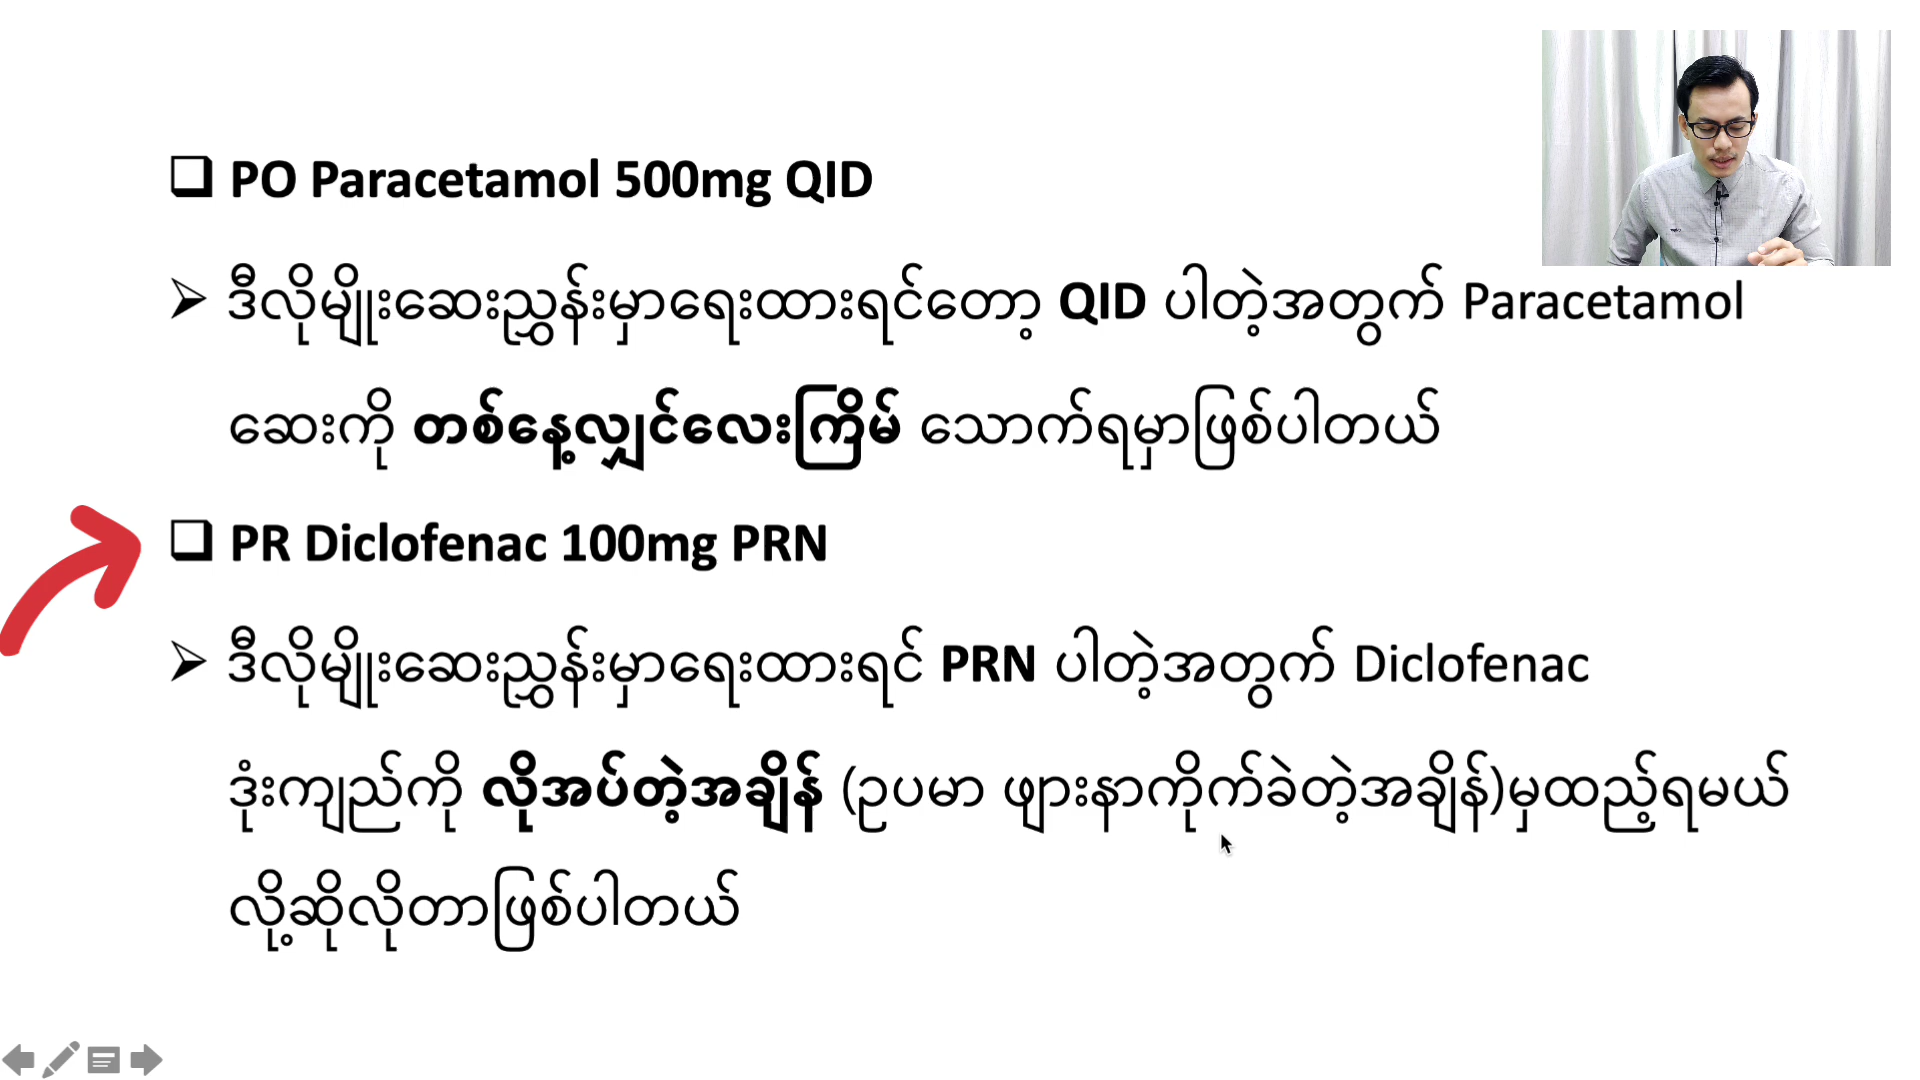 PO Paracetamol 500mg QID
ဒီလိုမျိုးဆေးညွှန်းမှာရေးထားရင်တော့ QID ပါတဲ့အတွက် Paracetamol
ဆေးကို တစ်နေ့လျှင်လေးကြိမ် သောက်ရမှာဖြစ်ပါတယ်
PR Diclofenac 100mg PRN
ဒီလိုမျိုးဆေးညွှန်းမှာရေးထားရင် PRN ပါတဲ့အတွက် Diclofenac
ဒုံးကျည်ကို လိုအပ်တဲ့အချိန် (ဥပမာ ဖျားနာကိုက်ခဲတဲ့အချိန်)မှထည့်ရမယ်
လို့ဆိုလိုတာဖြစ်ပါတယ်